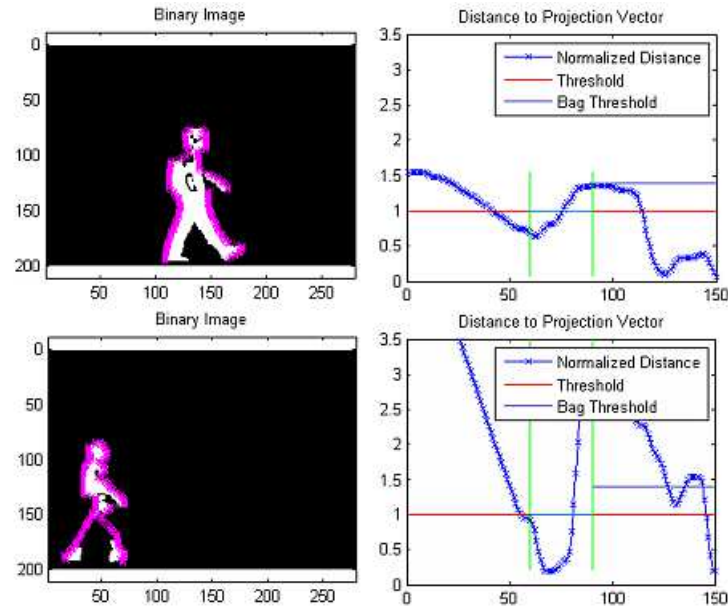 Binary Image
0
50
100
150
200
50 100 150 200 250
Distance to Projection Vector
3.5
3
2.5
2
1.5
1
0.5
0
0 50 100 150
Normalized Distance
Threshold
Bag Threshold
Binary Image
0
50
100
150
200
50 100 150 200 250
Distance to Projection Vector
3.5
3
2.5
2
1.5
1
0.5
0
0 50 100 150
Normalized Distance
Threshold
Bag Threshold